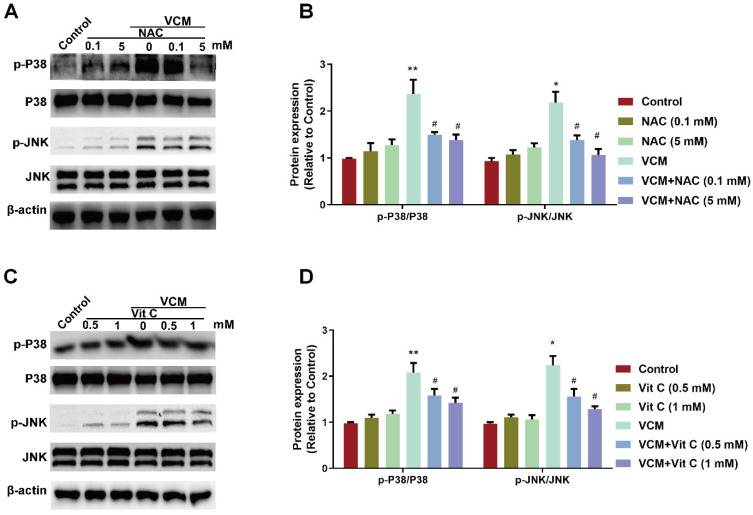 A
Control
VCM
NAC
0.1 5 0 0.1 5 mM
p-P38
P38
p-JNK
JNK
β-actin
B
Protein expression
(Relative to Control)
3
2
1
0
** # #
* # #
p-P38/P38 p-JNK/JNK
Control
NAC (0.1 mM)
NAC (5 mM)
VCM
VCM+NAC (0.1 mM)
VCM+NAC (5 mM)
C
Control
VCM
Vit C
0.5 1 0 0.5 1 mM
p-P38
P38
p-JNK
JNK
β-actin
D
Protein expression
(Relative to Control)
3
2
1
0
** # #
* # #
p-P38/P38 p-JNK/JNK
Control
Vit C (0.5 mM)
Vit C (1 mM)
VCM
VCM+Vit C (0.5 mM)
VCM+Vit C (1 mM)